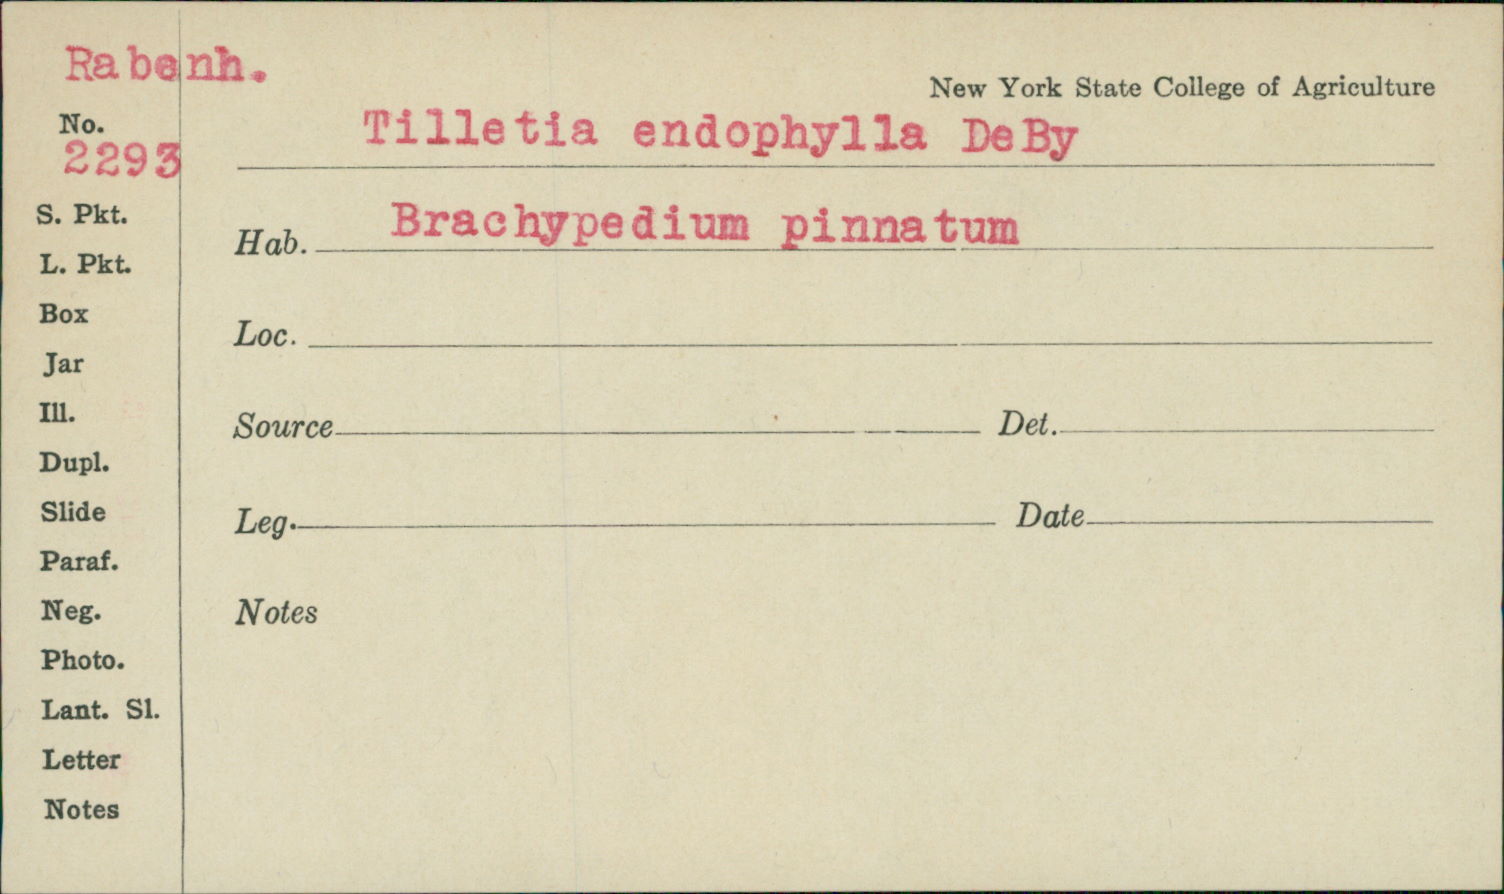 Rabenh.
New York State College of Agriculture
No.
2293
Tilletia endophylla DeBy
Hab. Brachypedium pinnatum
Loc.
Source Det.
Leg. Date
Notes
S. Pkt.
L. Pkt.
Box
Jar
Ill.
Dupl.
Slide
Paraf.
Neg.
Photo.
Lant. Sl.
Letter
Notes